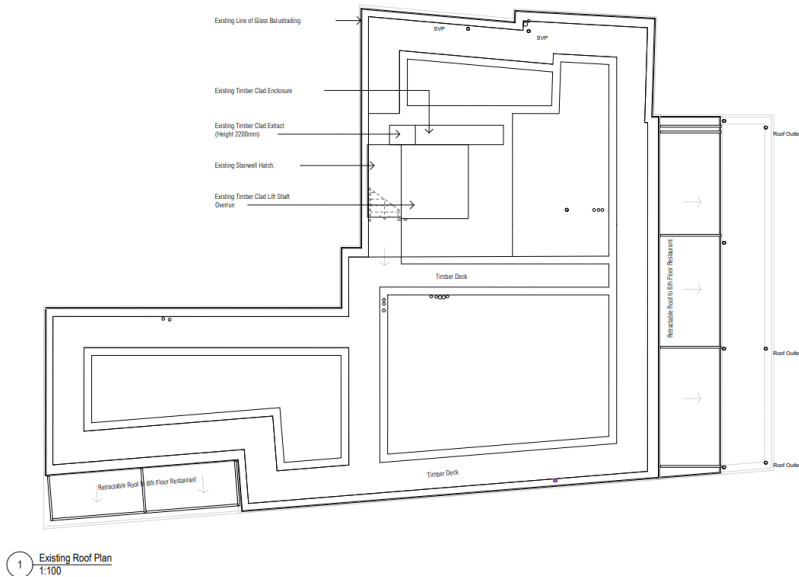 Existing Line of Glass Balustrading
SVP
SVP
Existing Timber Clad Enclosure
Existing Timber Clad Extract
(Height 2200mm)
Roof Outle
Existing Stairwell Hatch.
Existing Timber Clad Lift Shaft
Overrun
Timber Deck
Retractable Roof to 6th Floor Restaurant
Roof Outle
Timber Deck
Roof Outle
Retractable Roof to 6th Floor Restaurant
1
Existing Roof Plan
1:100